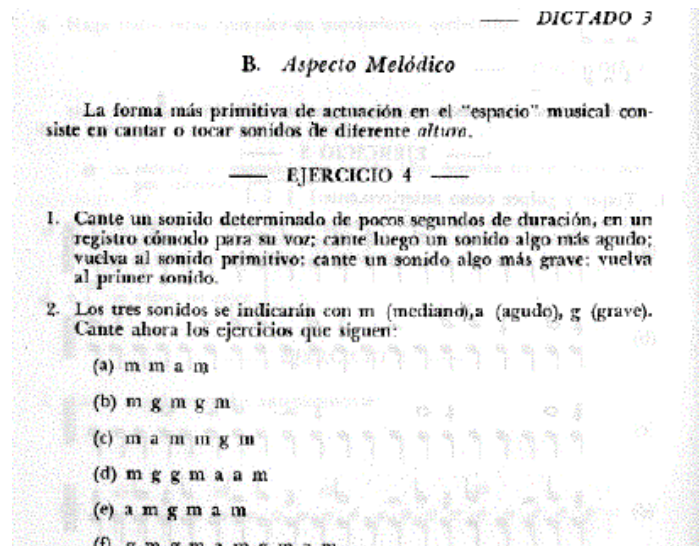 DICTADO 3
B. Aspecto Melódico
La forma más primitiva de actuación en el "espacio" musical con-
siste en cantar o tocar sonidos de diferente altura.
EJERCICIO 4
1. Cante un sonido determinado de pocos segundos de duración, en un
registro cómodo para su voz; cante luego un sonido algo más agudo;
vuelva al sonido primitivo; cante un sonido algo más grave; vuelva
al primer sonido.
2. Los tres sonidos se indicarán con m (mediano),a (agudo), g (grave).
Cante ahora los ejercicios que siguen:
(a) m m a m
(b) m g m g m
(c) m a m m g m
(d) m g g m a a m
(e) a m g m a m